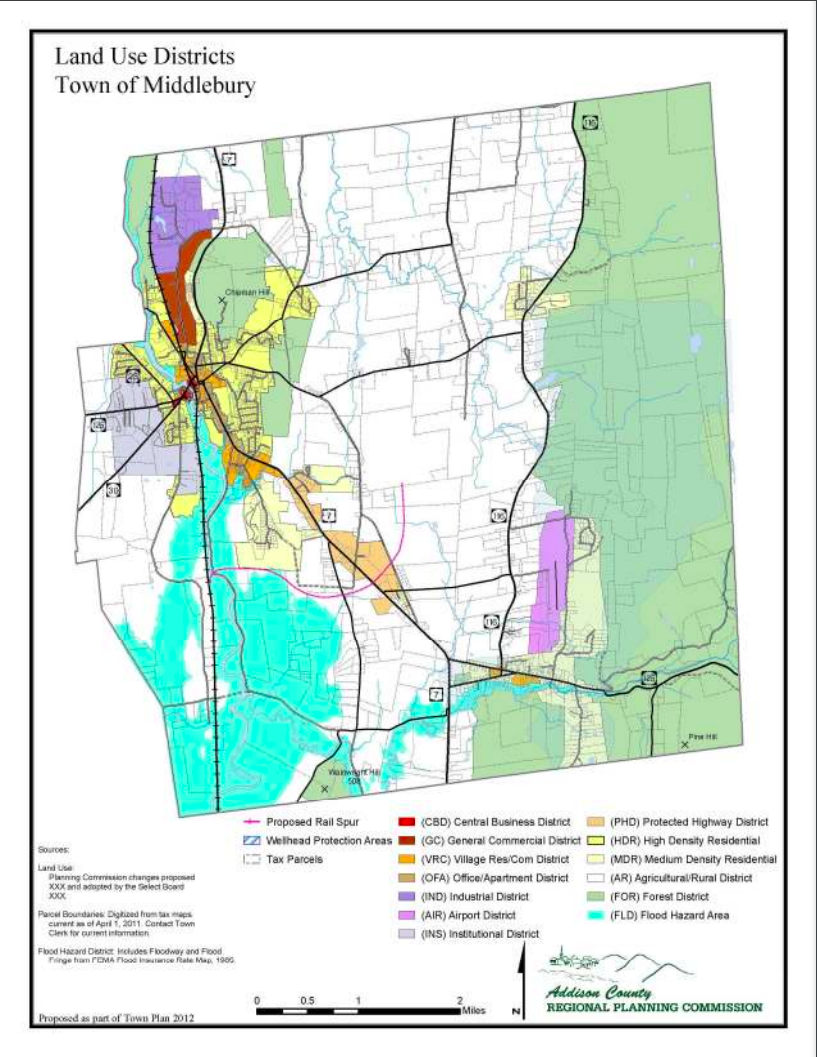 Land Use Districts
Town of Middlebury
116
7
Chipman Hill
125
30
7
116
116
7
125
Pine Hill
Wainwright Hill
Proposed Rail Spur
Wellhead Protection Areas
Tax Parcels
(CBD) Central Business District
(GC) General Commercial District
(VRC) Village Res/Com District
(OFA) Office/Apartment District
(IND) Industrial District
(AIR) Airport District
(INS) Institutional District
(PHD) Protected Highway District
(HDR) High Density Residential
(MDR) Medium Density Residential
(AR) Agricultural/Rural District
(FOR) Forest District
(FLD) Flood Hazard Area
Sources:
Land Use:
Planning Commission changes proposed
XXX and adopted by the Select Board
XXX.
Parcel Boundaries: Digitized from tax maps
current as of April 1, 2011. Contact Town
Clerk for current information.
Flood Hazard District: Includes Floodway and Flood
Fringe from FEMA Flood Insurance Rate Map, 1985.
Proposed as part of Town Plan 2012
0 0.5 1 2
Miles
N
Addison County
REGIONAL PLANNING COMMISSION